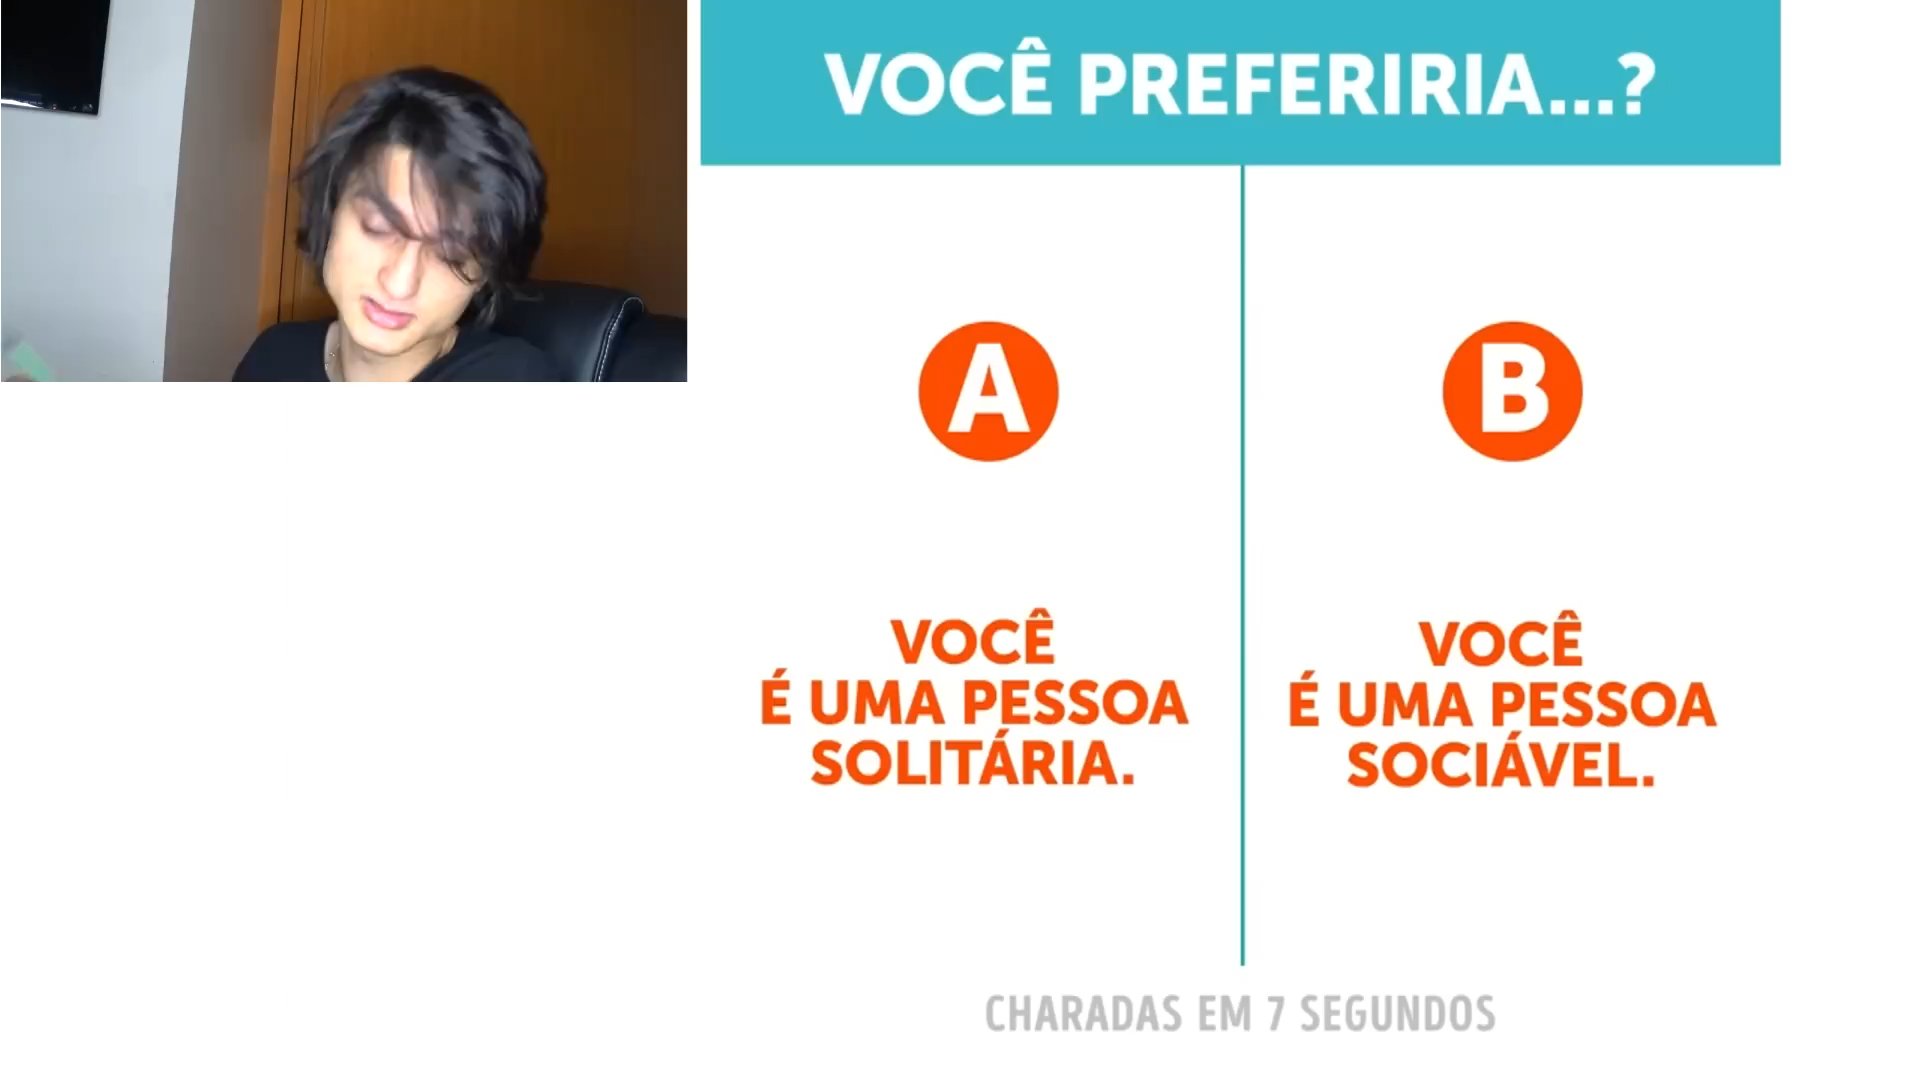 VOCÊ PREFERIRIA...?
A
VOCÊ
É UMA PESSOA
SOLITÁRIA.
B
VOCÊ
É UMA PESSOA
SOCIÁVEL.
CHARADAS EM 7 SEGUNDOS